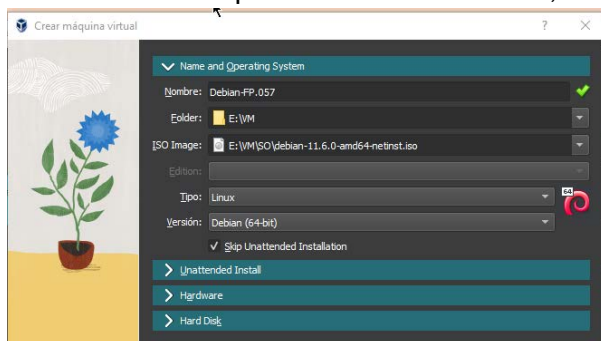 Crear máquina virtual
Name and Operating System
Nombre: Debian-FP.057
Folder: E:\VM
ISO Image: E:\VM\SO\debian-11.6.0-amd64-netinst.iso
Edition:
Tipo: Linux
64
Versión: Debian (64-bit)
Skip Unattended Installation
Unattended Install
Hardware
Hard Disk